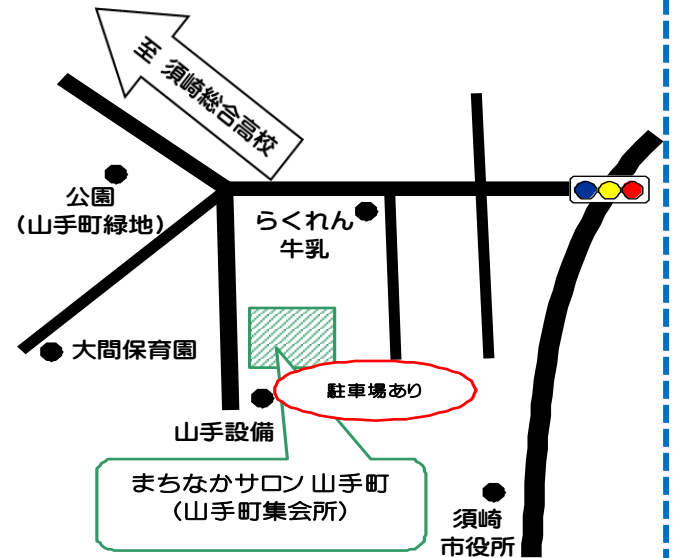 至 須崎総合高校
公園
（山手町緑地）
らくれん
牛乳
大間保育園
駐車場あり
山手設備
まちなかサロン 山手町
（山手町集会所）
須崎
市役所